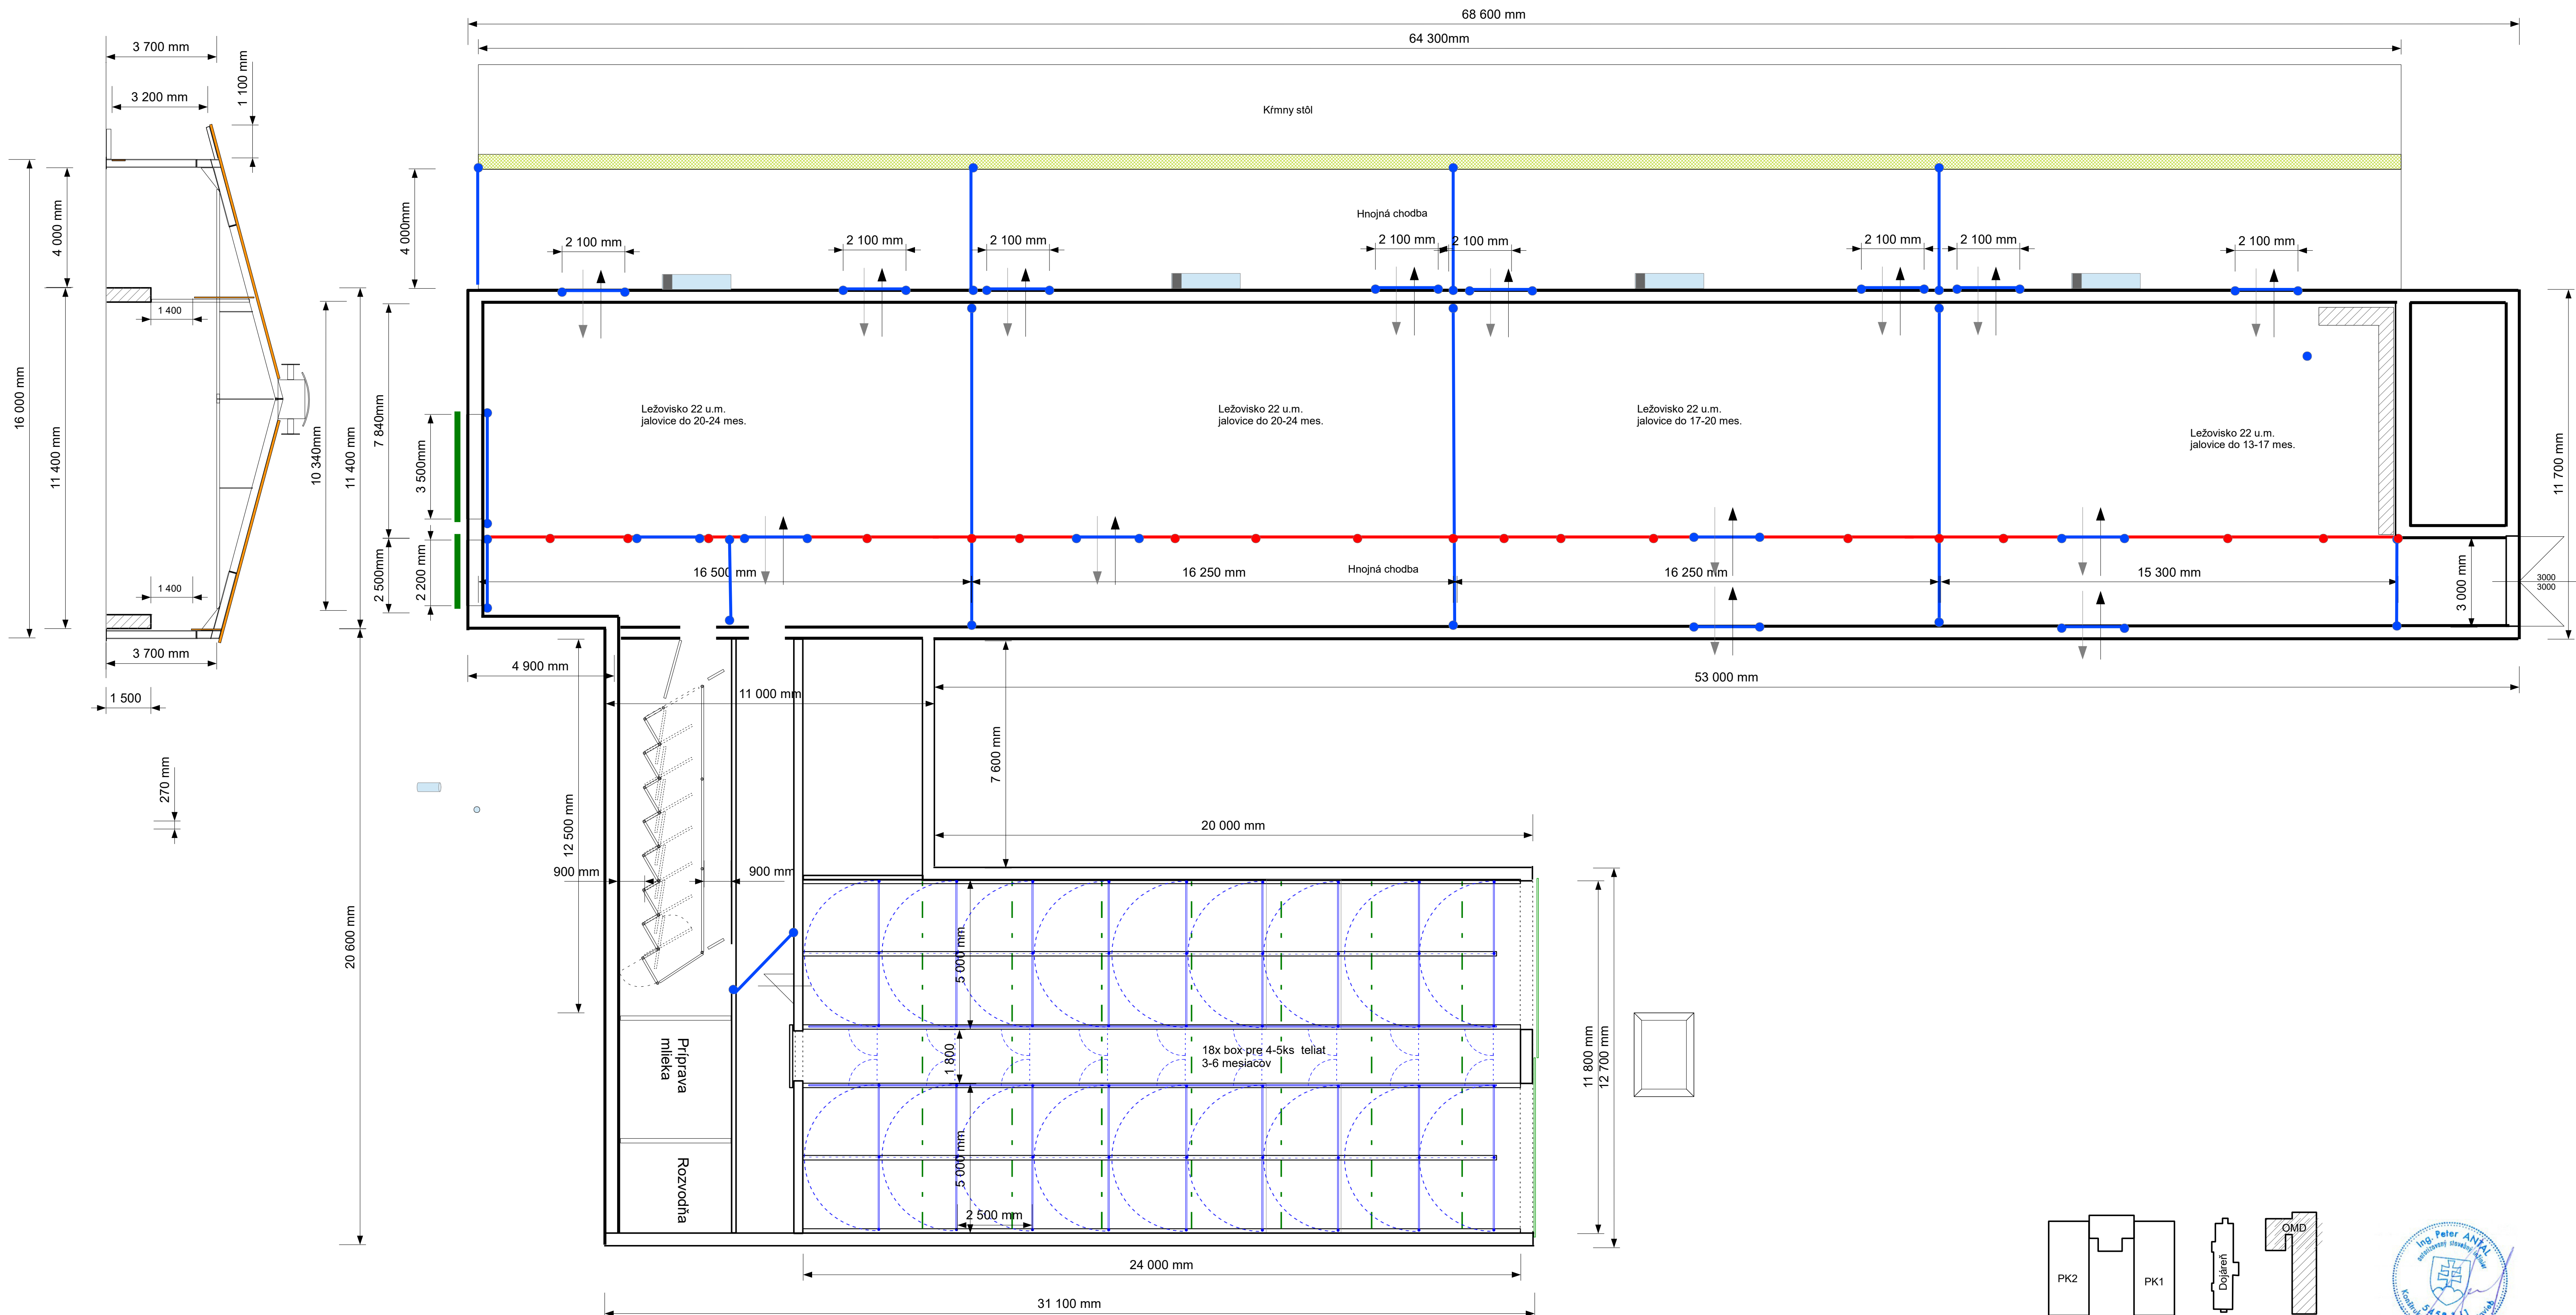 68 600 mm
64 300mm
3 700 mm
3 200 mm
1 100 mm
Kŕmny stôl
4 000 mm
4 000mm
Hnojná chodba
2 100 mm
2 100 mm
2 100 mm
2 100 mm
2 100 mm
2 100 mm
2 100 mm
2 100 mm
1 400
16 000 mm
11 400 mm
10 340mm
11 400 mm
7 840mm
3 500mm
2 500mm
2 200 mm
Ležovisko 22 u.m.
jalovice do 20-24 mes.
Ležovisko 22 u.m.
jalovice do 20-24 mes.
Ležovisko 22 u.m.
jalovice do 17-20 mes.
Ležovisko 22 u.m.
jalovice do 13-17 mes.
11 700 mm
1 400
16 500 mm
16 250 mm
Hnojná chodba
16 250 mm
15 300 mm
3 000 mm
3000
3000
3 700 mm
1 500
4 900 mm
11 000 mm
53 000 mm
7 600 mm
270 mm
12 500 mm
20 000 mm
900 mm
900 mm
20 600 mm
5 000 mm
1 800
18x box pre 4-5ks teliat
3-6 mesiacov
11 800 mm
12 700 mm
Príprava
mlieka
5 000 mm
Rozvodňa
2 500 mm
24 000 mm
31 100 mm
PK2
PK1
Dojáreň
OMD
Ing. Peter ANTAL